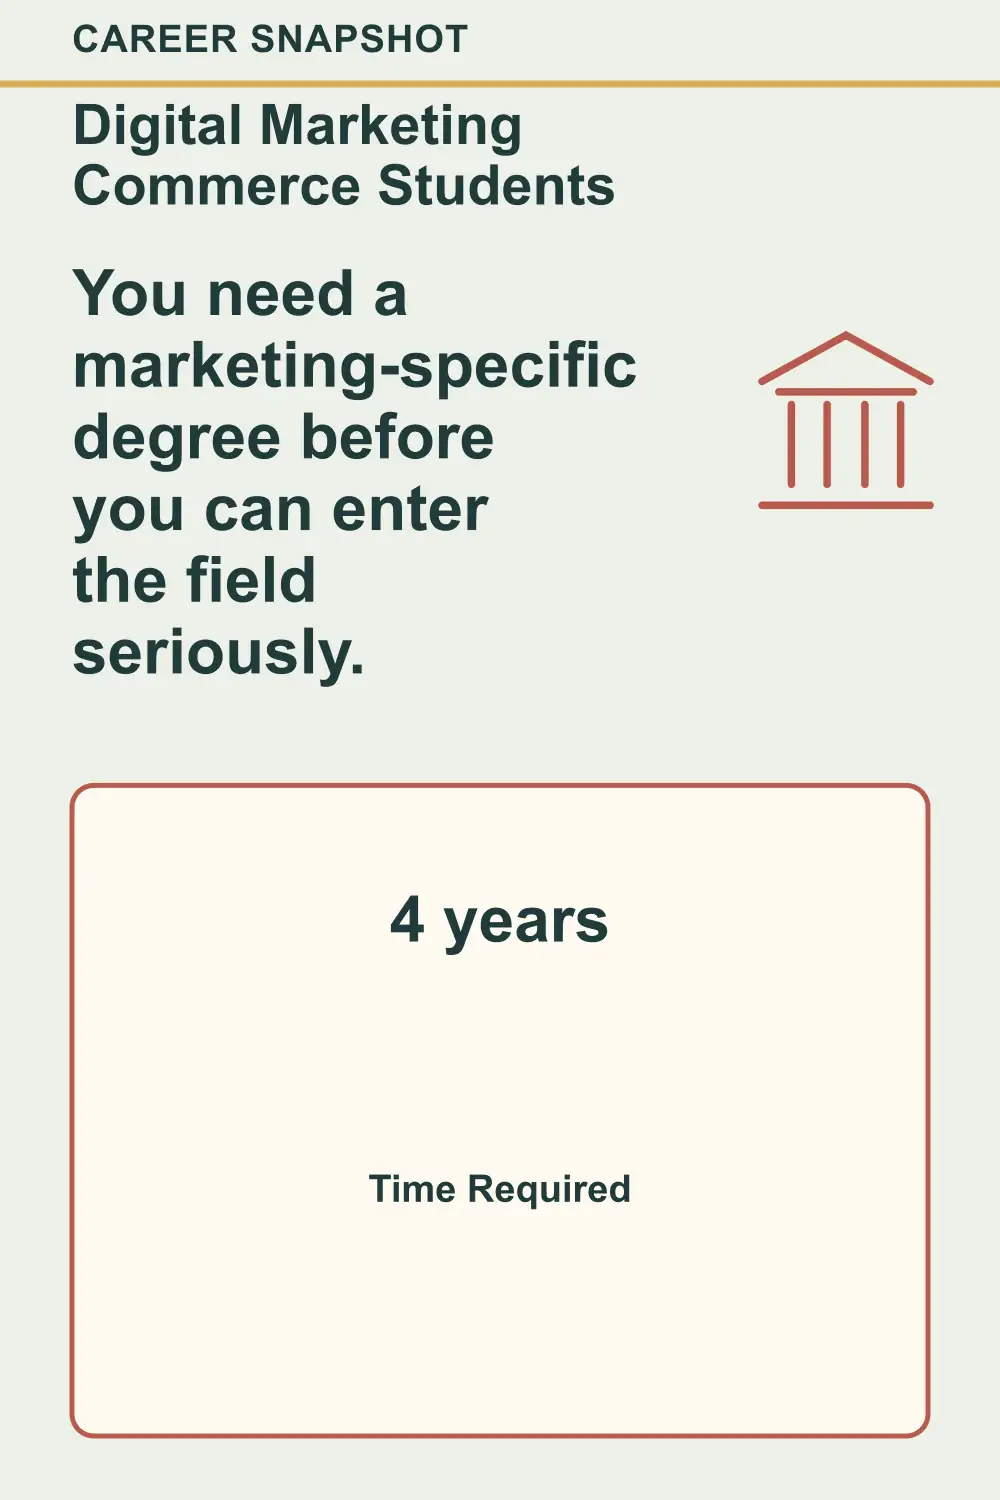 CAREER SNAPSHOT
Digital Marketing
Commerce Students
You need a
marketing-specific
degree before
you can enter
the field
seriously.
4 years
Time Required